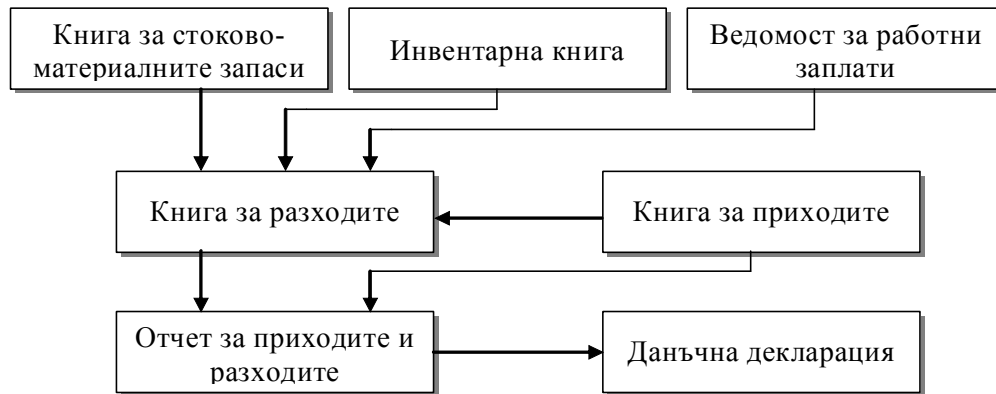 Книга за стоково-
материалните запаси
Инвентарна книга
Ведомост за работни
заплати
Книга за разходите
Книга за приходите
Отчет за приходите и
разходите
Данъчна декларация